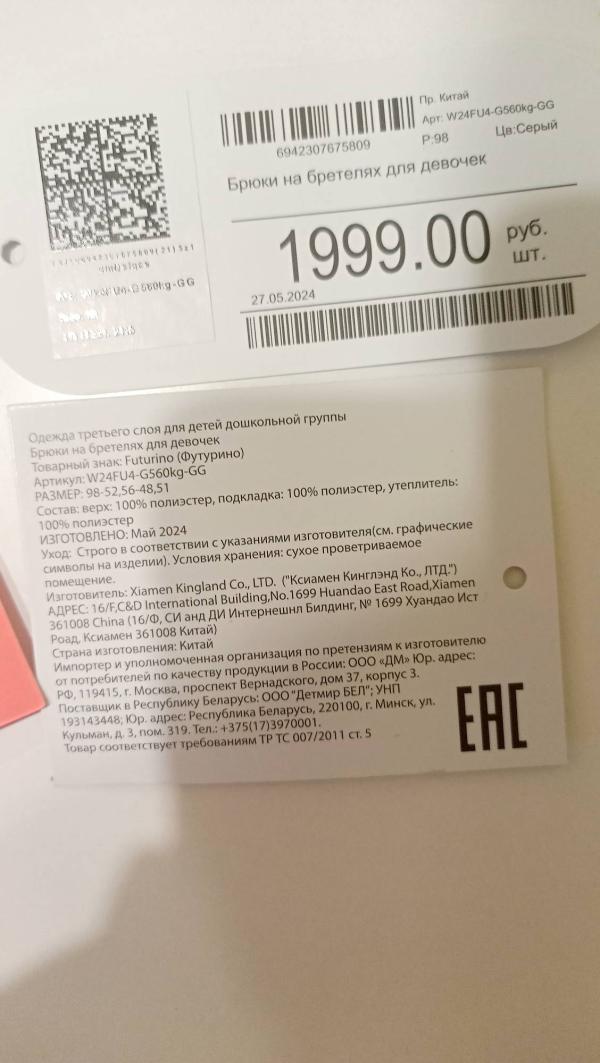 Пр. Китай
Арт: W24FU4-G560kg-GG
Р:98 Цв:Серый
6942307675809
Брюки на бретелях для девочек
1999.00 руб.
шт.
27.05.2024
Одежда третьего слоя для детей дошкольной группы
Брюки на бретелях для девочек
Товарный знак: Futurino (Футурино)
Артикул: W24FU4-G560kg-GG
РАЗМЕР: 98-52,56-48,51
Состав: верх: 100% полиэстер, подкладка: 100% полиэстер, утеплитель:
100% полиэстер
ИЗГОТОВЛЕНО: Май 2024
Уход: Строго в соответствии с указаниями изготовителя(см. графические
символы на изделии). Условия хранения: сухое проветриваемое
помещение.
Изготовитель: Xiamen Kingland Co., LTD. ("Ксиамен Кинглэнд Ко., ЛТД.")
АДРЕС: 16/F,C&D International Building,No.1699 Huandao East Road,Xiamen
361008 China (16/Ф, СИ анд ДИ Интернешнл Билдинг, № 1699 Хуандао Ист
Роад, Ксиамен 361008 Китай)
Страна изготовления: Китай
Импортер и уполномоченная организация по претензиям к изготовителю
от потребителей по качеству продукции в России: ООО «ДМ» Юр. адрес:
РФ, 119415, г. Москва, проспект Вернадского, дом 37, корпус 3.
Поставщик в Республику Беларусь: ООО "Детмир БЕЛ"; УНП
193143448; Юр. адрес: Республика Беларусь, 220100, г. Минск, ул.
Кульман, д. 3, пом. 319. Тел.: +375(17)3970001.
Товар соответствует требованиям ТР ТС 007/2011 ст. 5
EAC